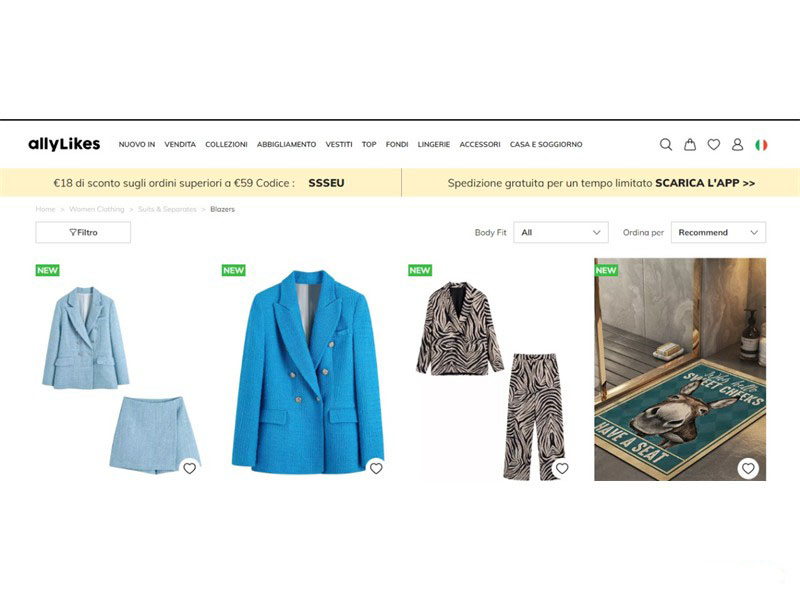 allyLikes NUOVO IN VENDITA COLLEZIONI ABBIGLIAMENTO VESTITI TOP FONDI LINGERIE ACCESSORI CASA E SOGGIORNO
€18 di sconto sugli ordini superiori a €59 Codice : SSSEU
Spedizione gratuita per un tempo limitato SCARICA L'APP >>
Home > Women Clothing > Suits & Separates > Blazers
Filtro
Body Fit All Ordina per Recommend
NEW
NEW
NEW
NEW
hello
SWEET CHEEKS
HAVE A SEAT